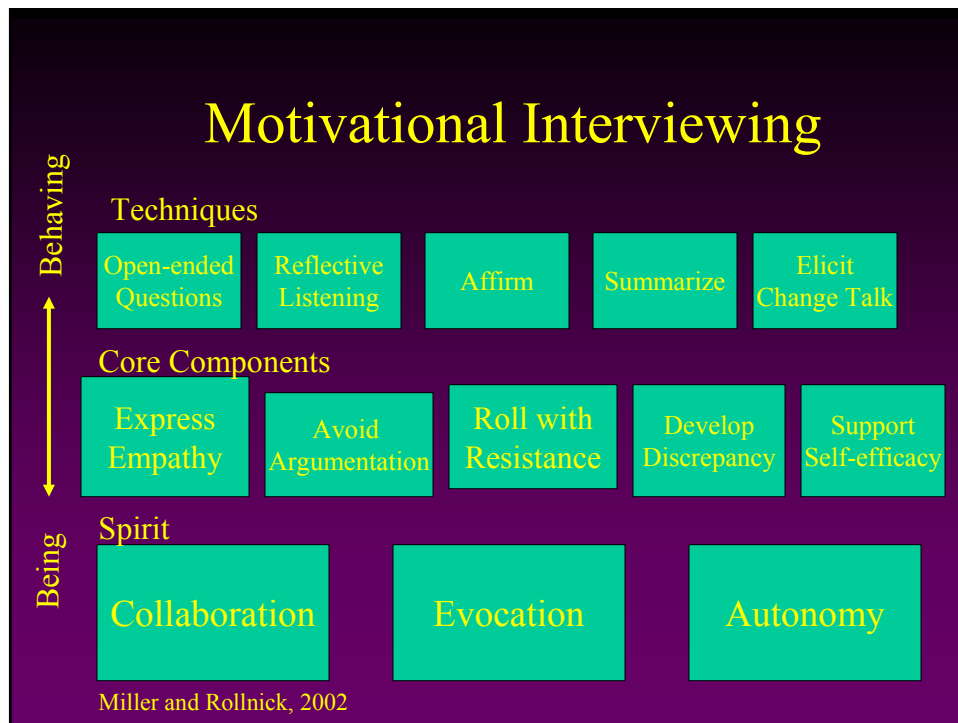 Motivational Interviewing
Behaving
Techniques
Open-ended
Questions
Reflective
Listening
Affirm
Summarize
Elicit
Change Talk
Core Components
Express
Empathy
Avoid
Argumentation
Roll with
Resistance
Develop
Discrepancy
Support
Self-efficacy
Being
Spirit
Collaboration
Evocation
Autonomy
Miller and Rollnick, 2002